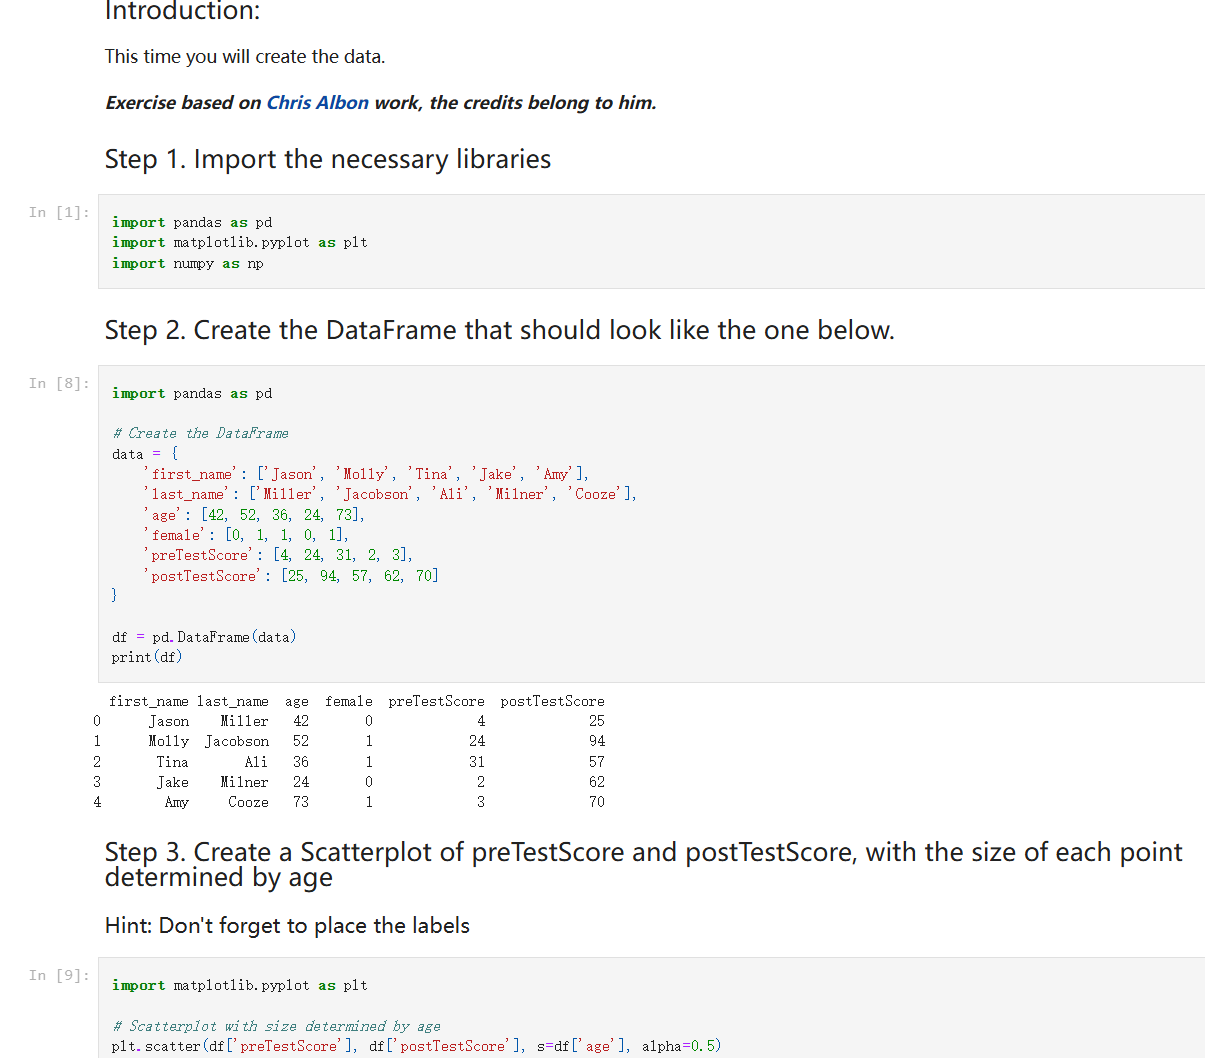 Introduction:
This time you will create the data.
Exercise based on Chris Albon work, the credits belong to him.
Step 1. Import the necessary libraries
In [1]:
import pandas as pd
import matplotlib.pyplot as plt
import numpy as np
Step 2. Create the DataFrame that should look like the one below.
In [8]:
import pandas as pd
# Create the DataFrame
data = {
    'first_name': ['Jason', 'Molly', 'Tina', 'Jake', 'Amy'],
    'last_name': ['Miller', 'Jacobson', 'Ali', 'Milner', 'Cooze'],
    'age': [42, 52, 36, 24, 73],
    'female': [0, 1, 1, 0, 1],
    'preTestScore': [4, 24, 31, 2, 3],
    'postTestScore': [25, 94, 57, 62, 70]
}
df = pd.DataFrame(data)
print(df)
  first_name last_name  age  female  preTestScore  postTestScore
0      Jason    Miller   42       0             4             25
1      Molly  Jacobson   52       1            24             94
2       Tina       Ali   36       1            31             57
3       Jake    Milner   24       0             2             62
4        Amy     Cooze   73       1             3             70
Step 3. Create a Scatterplot of preTestScore and postTestScore, with the size of each point
determined by age
Hint: Don't forget to place the labels
In [9]:
import matplotlib.pyplot as plt
# Scatterplot with size determined by age
plt.scatter(df['preTestScore'], df['postTestScore'], s=df['age'], alpha=0.5)